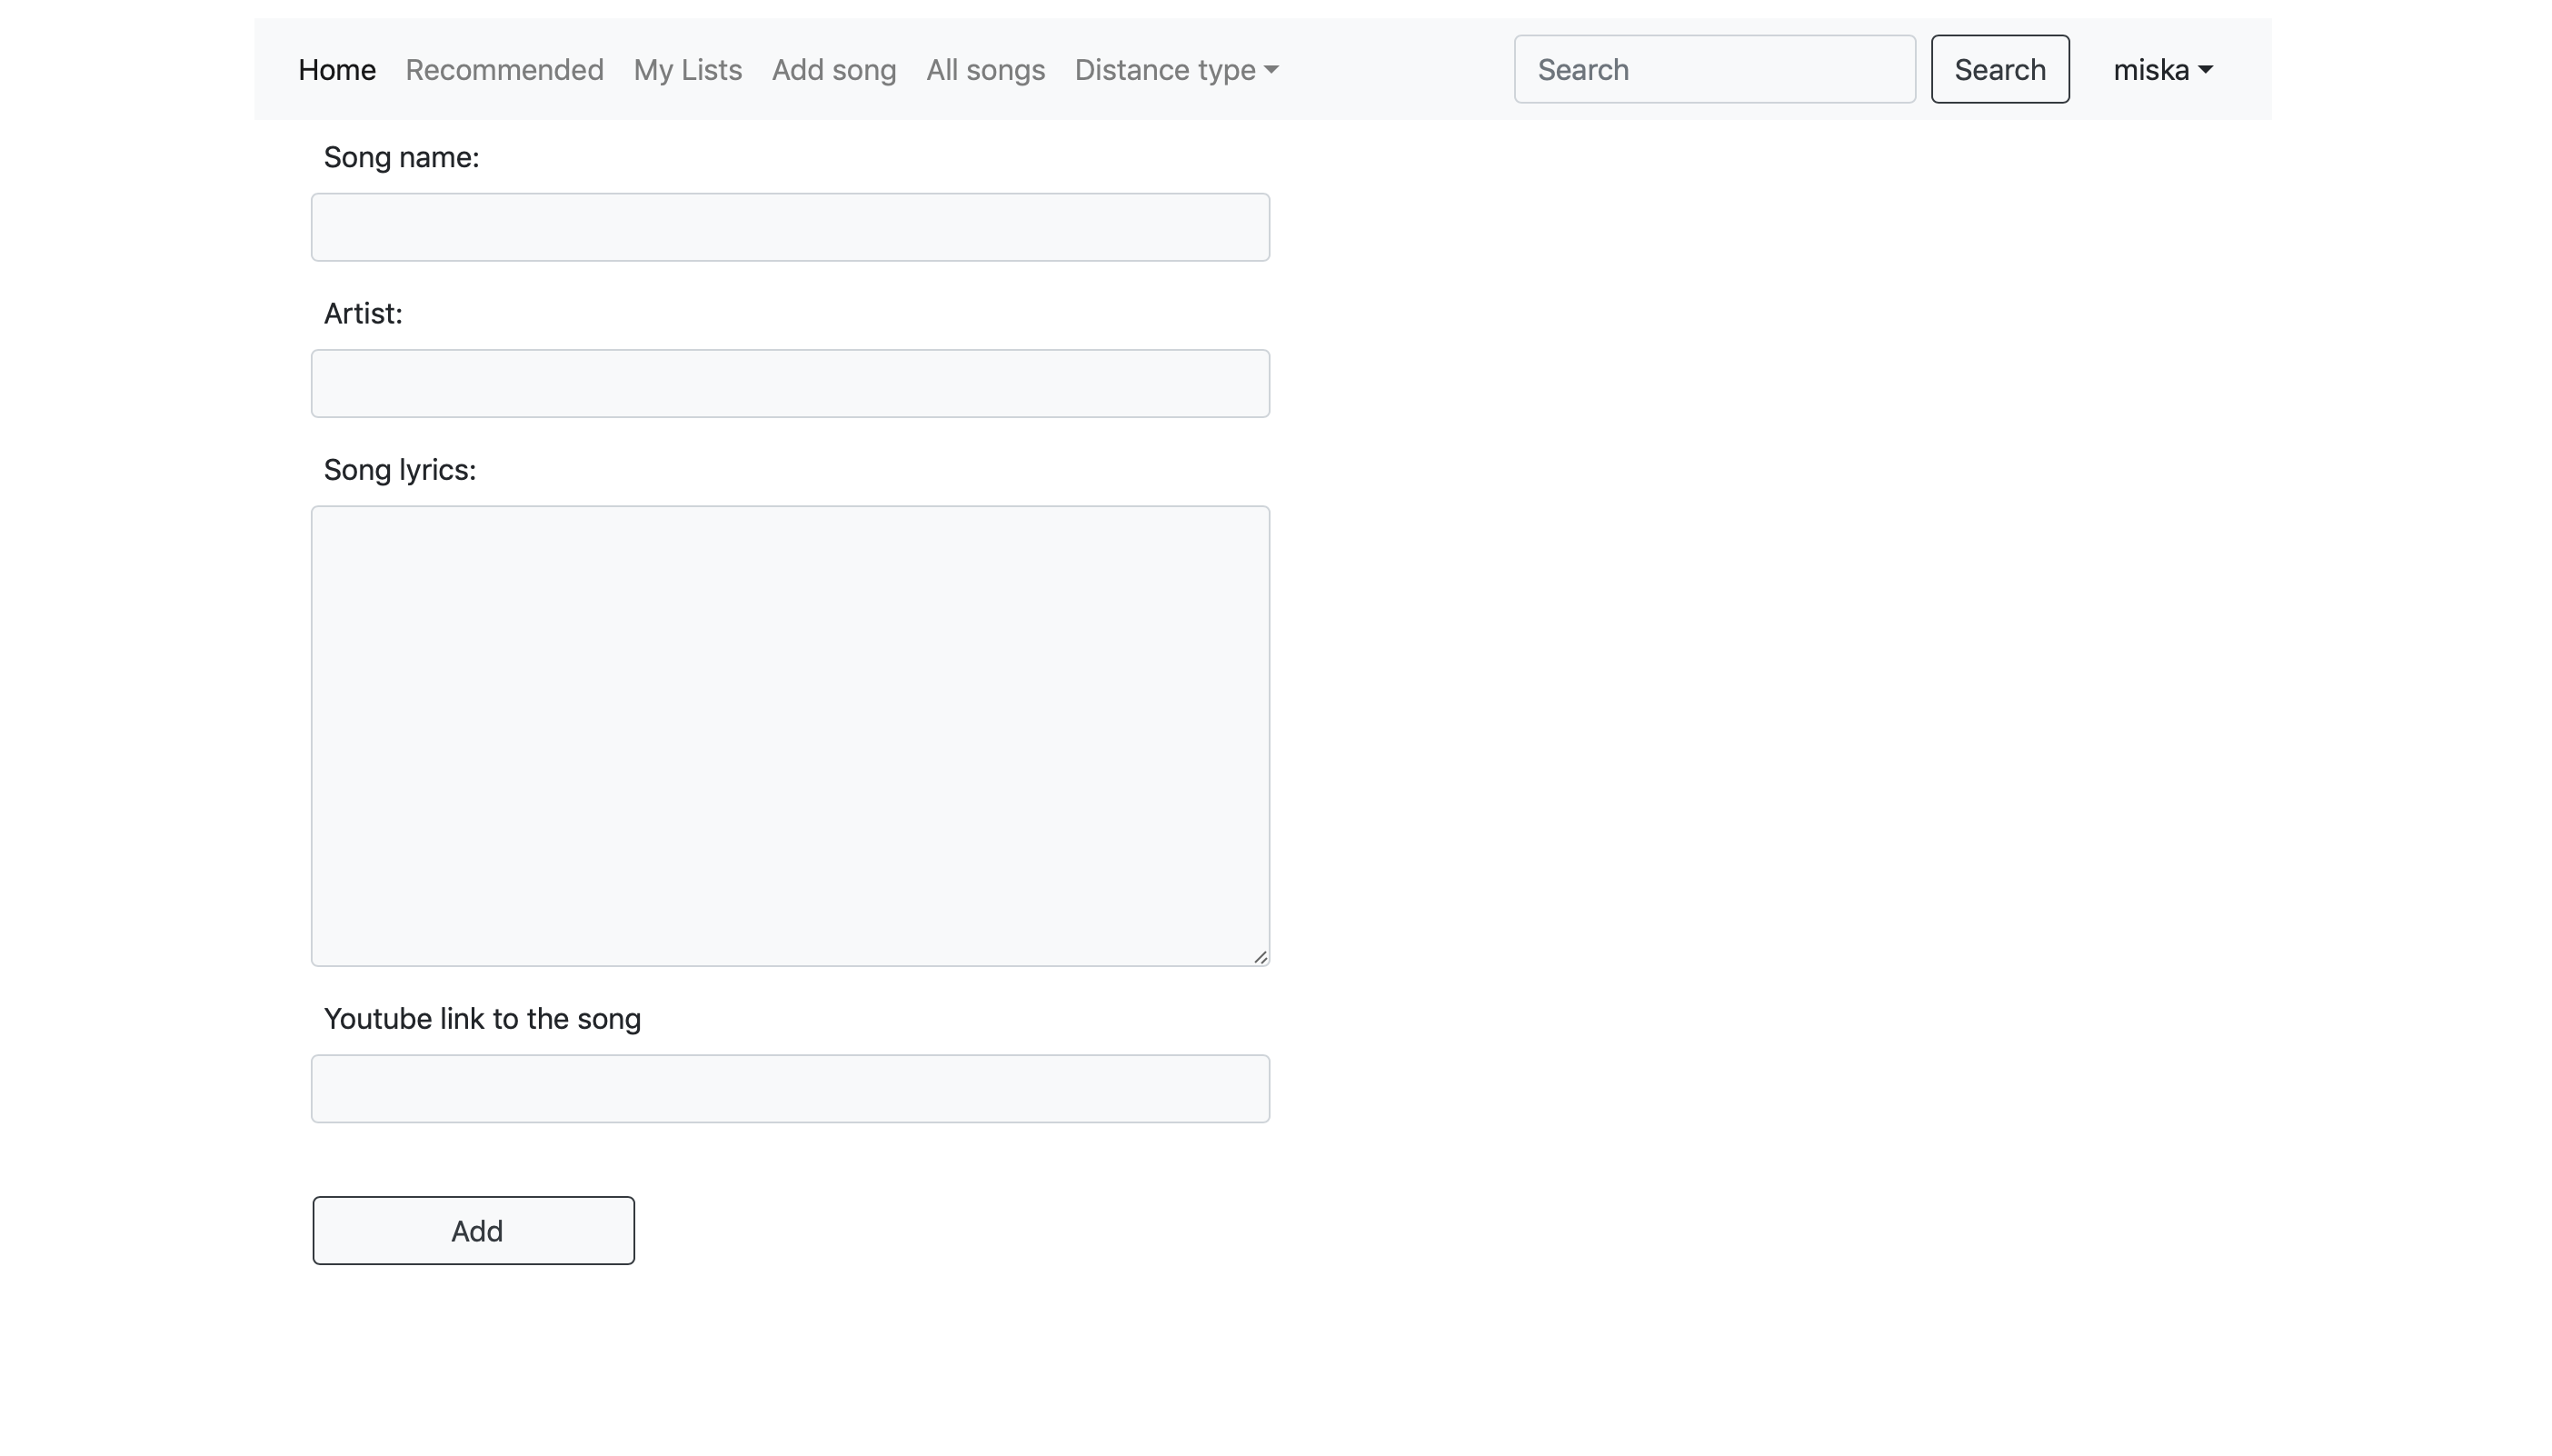 Home Recommended My Lists Add song All songs Distance type Search Search miska
Song name:
Artist:
Song lyrics:
Youtube link to the song
Add